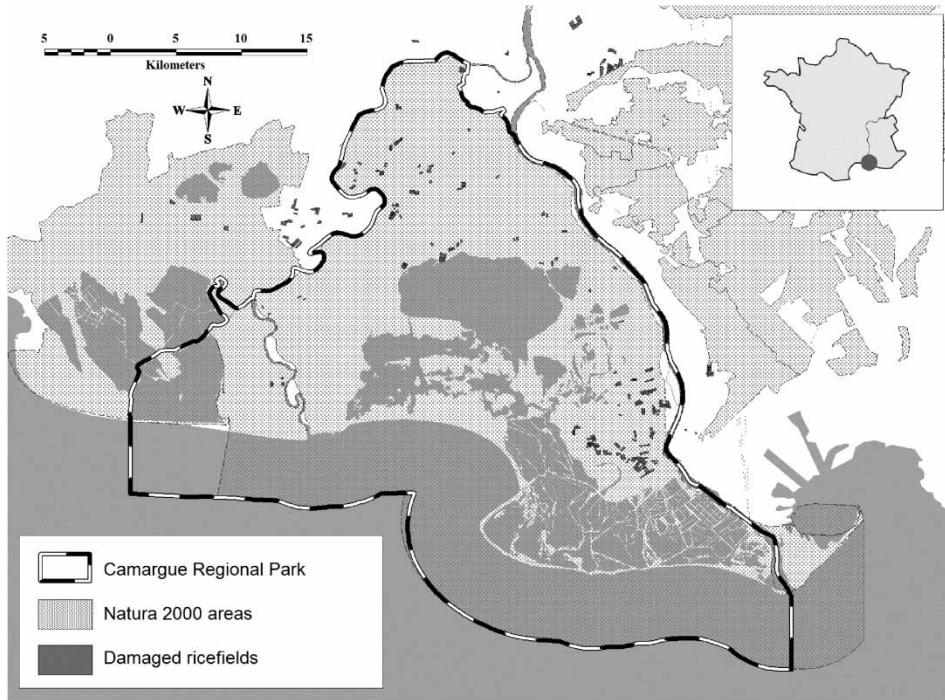 5 0 5 10 15
Kilometers
N
W E
S
Camargue Regional Park
Natura 2000 areas
Damaged ricefields